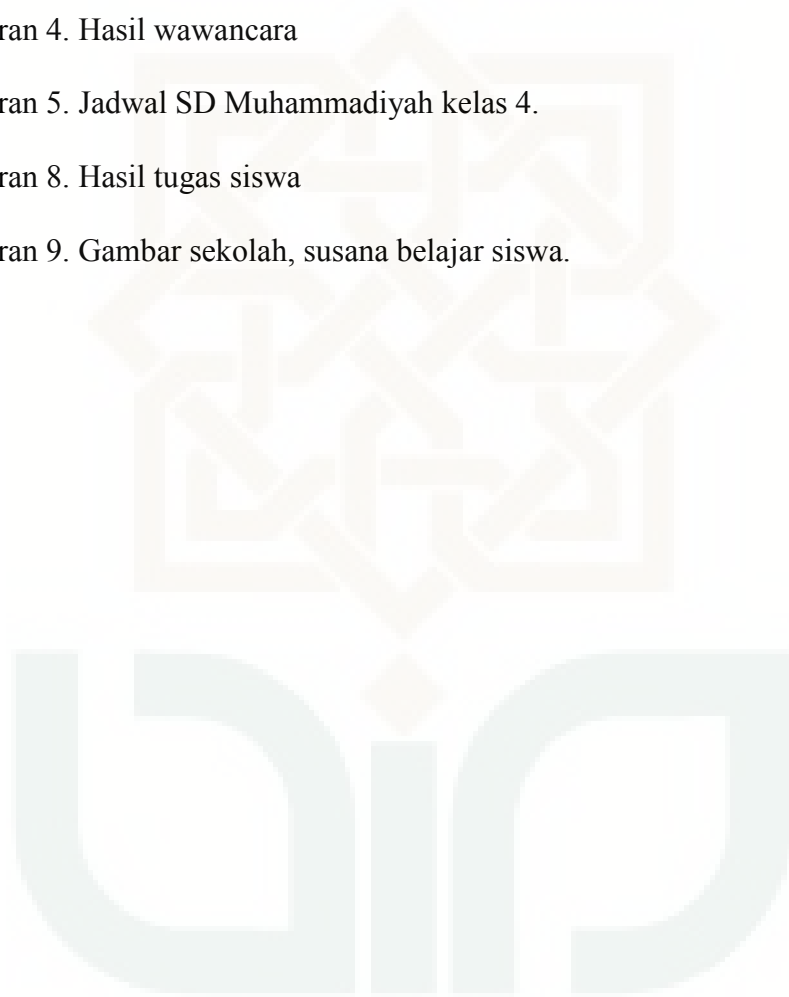 ran 4. Hasil wawancara
ran 5. Jadwal SD Muhammadiyah kelas 4.
ran 8. Hasil tugas siswa
ran 9. Gambar sekolah, susana belajar siswa.